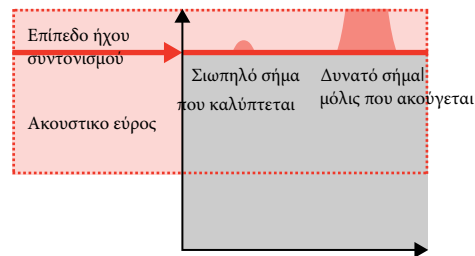 Επίπεδο ήχου
συντονισμού
Σιωπηλό σήμα
που καλύπτεται
Δυνατό σήμα|
μόλις που ακούγεται
Ακουστικο εύρος